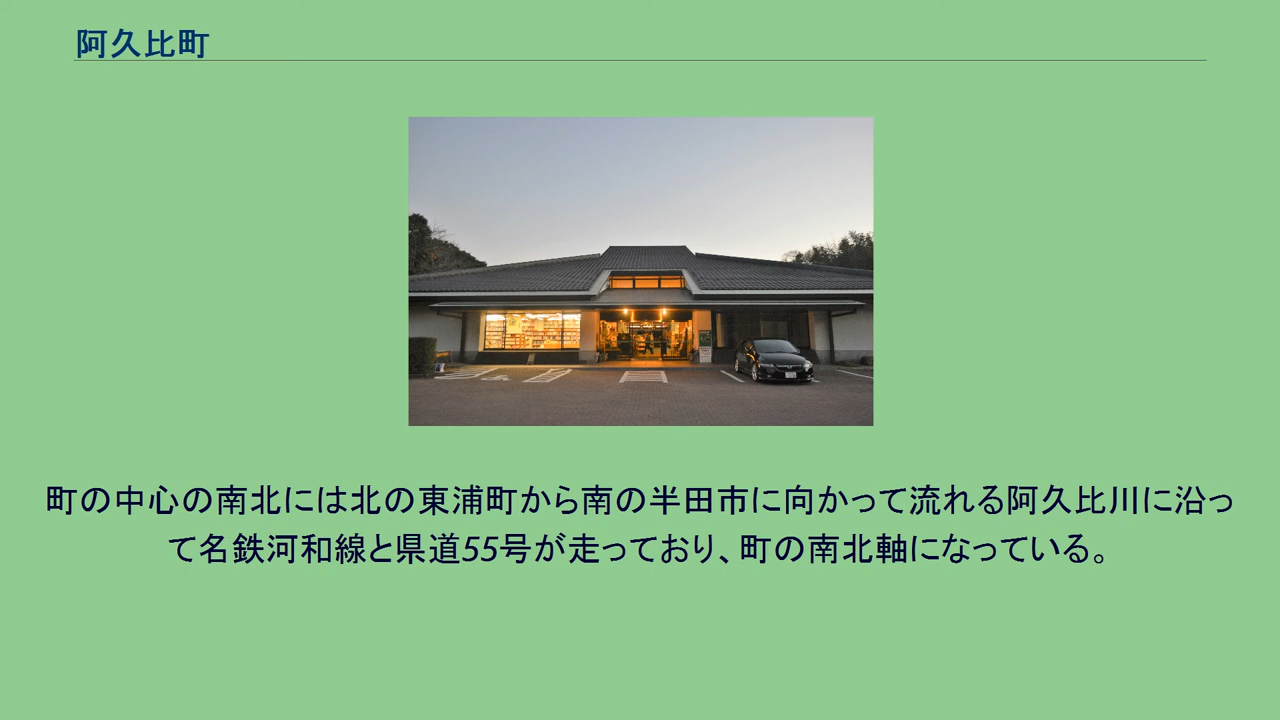 阿久比町
町の中心の南北には北の東浦町から南の半田市に向かって流れる阿久比川に沿っ
て名鉄河和線と県道55号が走っており、町の南北軸になっている。